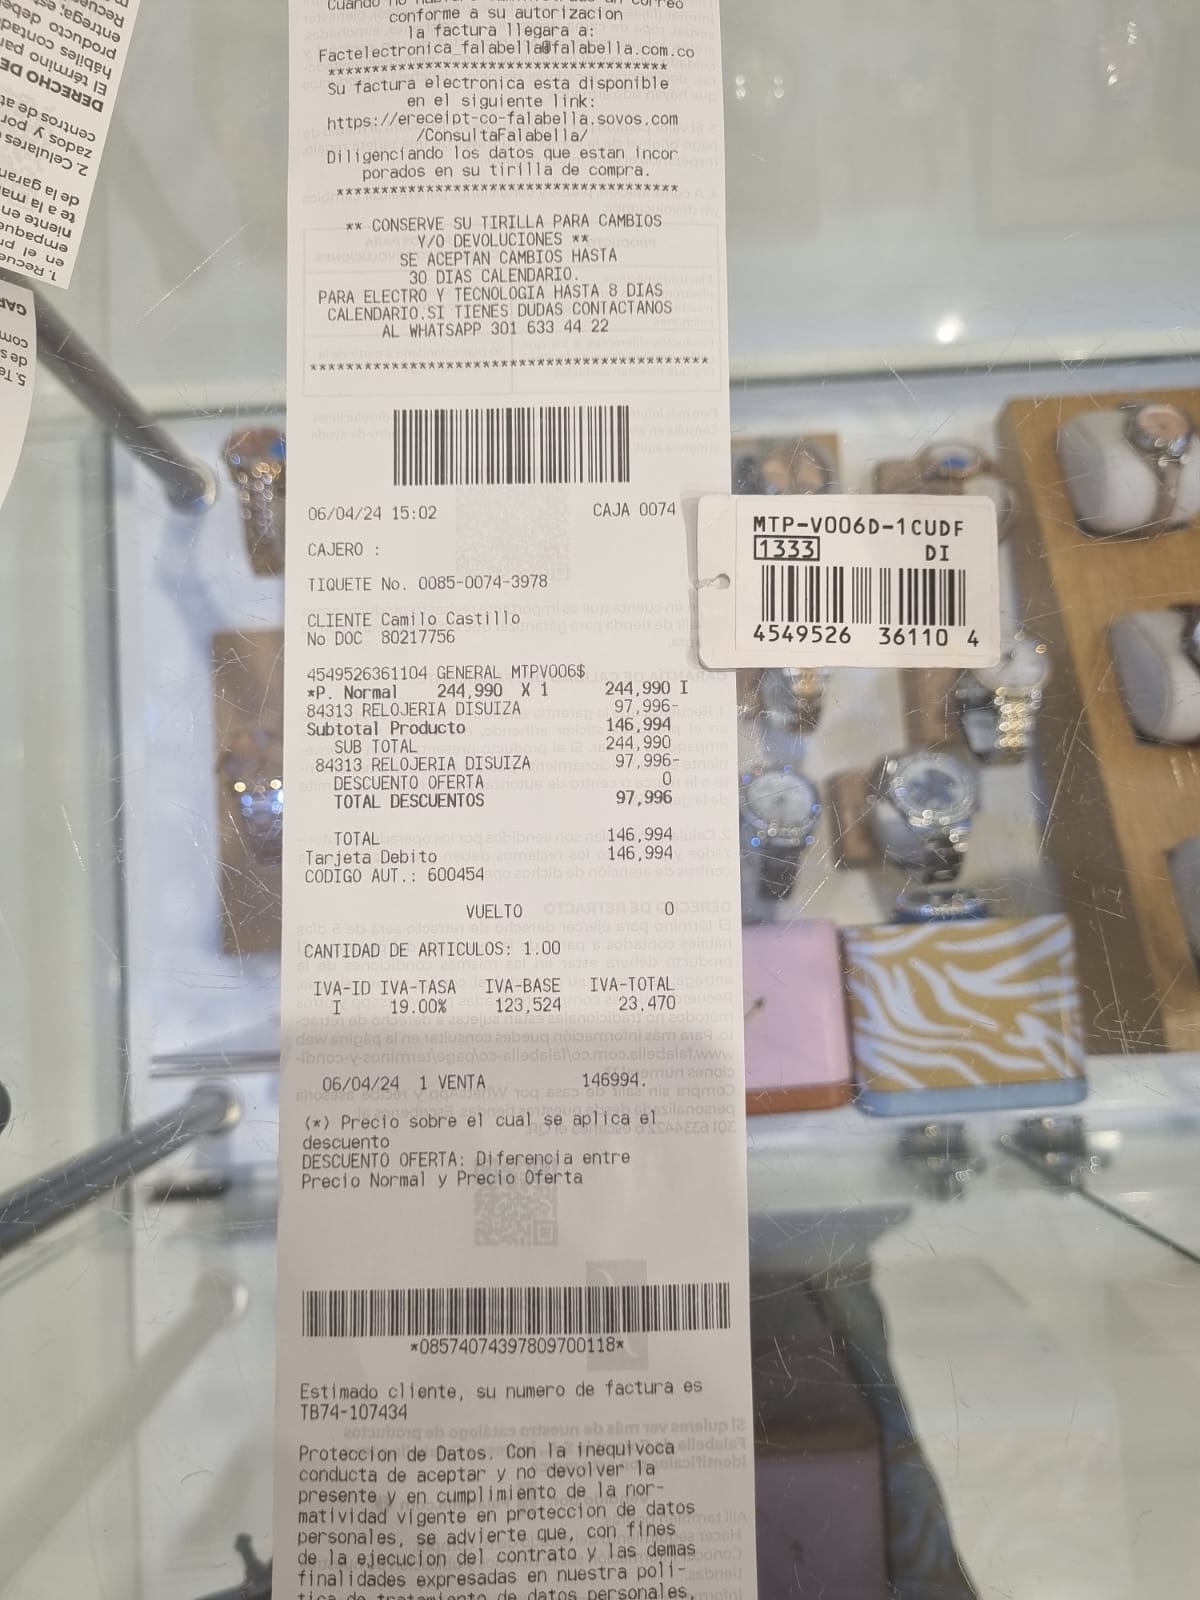 conforme a su autorizacion
la factura llegara a:
Factelectronica_falabella@falabella.com.co
*************************************
Su factura electronica esta disponible
en el siguiente link:
https://ereceipt-co-falabella.sovos.com
/ConsultaFalabella/
Diligenciando los datos que estan incor
porados en su tirilla de compra.
*************************************
** CONSERVE SU TIRILLA PARA CAMBIOS
Y/O DEVOLUCIONES **
SE ACEPTAN CAMBIOS HASTA
30 DIAS CALENDARIO.
PARA ELECTRO Y TECNOLOGIA HASTA 8 DIAS
CALENDARIO.SI TIENES DUDAS CONTACTANOS
AL WHATSAPP 301 633 44 22
*******************************************
06/04/24 15:02 CAJA 0074
CAJERO :
TIQUETE No. 0085-0074-3978
CLIENTE Camilo Castillo
No DOC 80217756
4549526361104 GENERAL MTPV006$
*P. Normal 244,990 X 1 244,990 I
84313 RELOJERIA DISUIZA 97,996-
Subtotal Producto 146,994
SUB TOTAL 244,990
84313 RELOJERIA DISUIZA 97,996-
DESCUENTO OFERTA 0
TOTAL DESCUENTOS 97,996
TOTAL 146,994
Tarjeta Debito 146,994
CODIGO AUT.: 600454
VUELTO 0
CANTIDAD DE ARTICULOS: 1.00
IVA-ID IVA-TASA IVA-BASE IVA-TOTAL
I 19.00% 123,524 23,470
06/04/24 1 VENTA 146994.
(*) Precio sobre el cual se aplica el
descuento
DESCUENTO OFERTA: Diferencia entre
Precio Normal y Precio Oferta
*08574074397809700118*
Estimado cliente, su numero de factura es
TB74-107434
Proteccion de Datos. Con la inequivoca
conducta de aceptar y no devolver la
presente y en cumplimiento de la nor-
matividad vigente en proteccion de datos
personales, se advierte que, con fines
de la ejecucion del contrato y las demas
finalidades expresadas en nuestra poli-
tica de tratamiento de datos personales,
MTP-V006D-1CUDF
1333 DI
4549526 36110 4